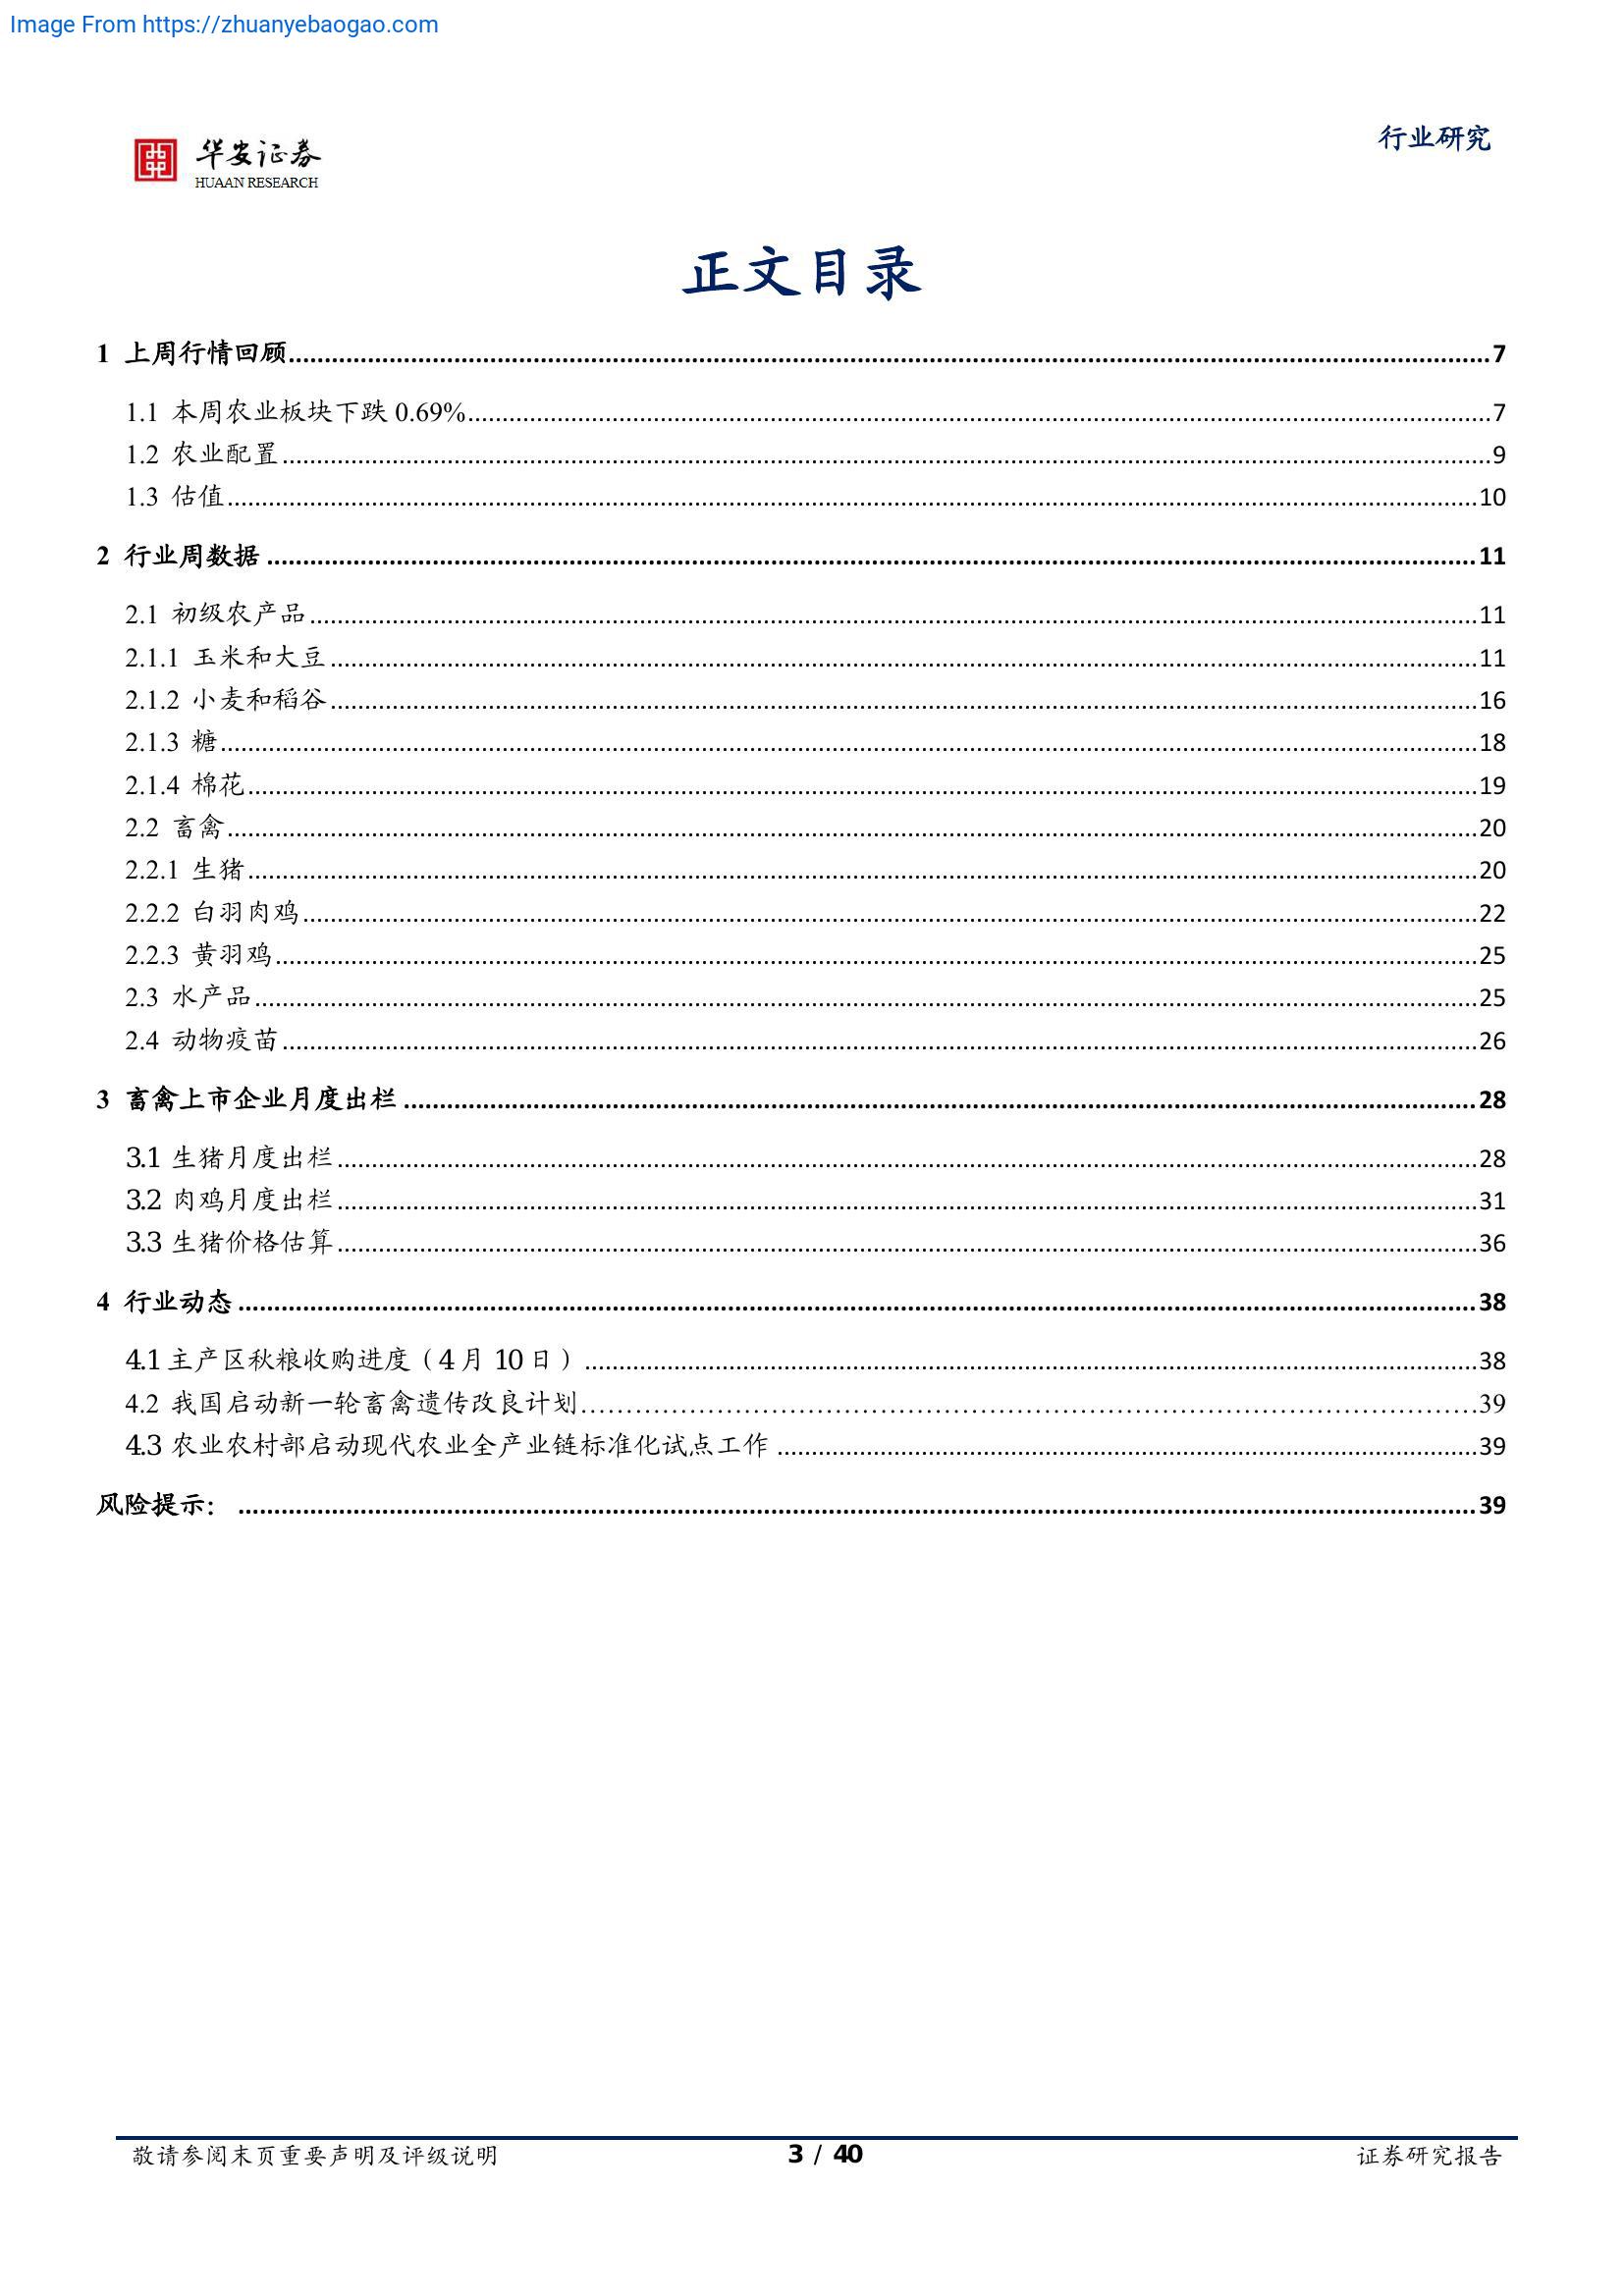 Image From https://zhuanyebaogao.com
华安证券
HUAAN RESEARCH
行业研究
正文目录
1 上周行情回顾 7
1.1 本周农业板块下跌 0.69% 7
1.2 农业配置 9
1.3 估值 10
2 行业周数据 11
2.1 初级农产品 11
2.1.1 玉米和大豆 11
2.1.2 小麦和稻谷 16
2.1.3 糖 18
2.1.4 棉花 19
2.2 畜禽 20
2.2.1 生猪 20
2.2.2 白羽肉鸡 22
2.2.3 黄羽鸡 25
2.3 水产品 25
2.4 动物疫苗 26
3 畜禽上市企业月度出栏 28
3.1 生猪月度出栏 28
3.2 肉鸡月度出栏 31
3.3 生猪价格估算 36
4 行业动态 38
4.1 主产区秋粮收购进度（4 月 10 日） 38
4.2 我国启动新一轮畜禽遗传改良计划 39
4.3 农业农村部启动现代农业全产业链标准化试点工作 39
风险提示： 39
敬请参阅末页重要声明及评级说明 3 / 40 证券研究报告